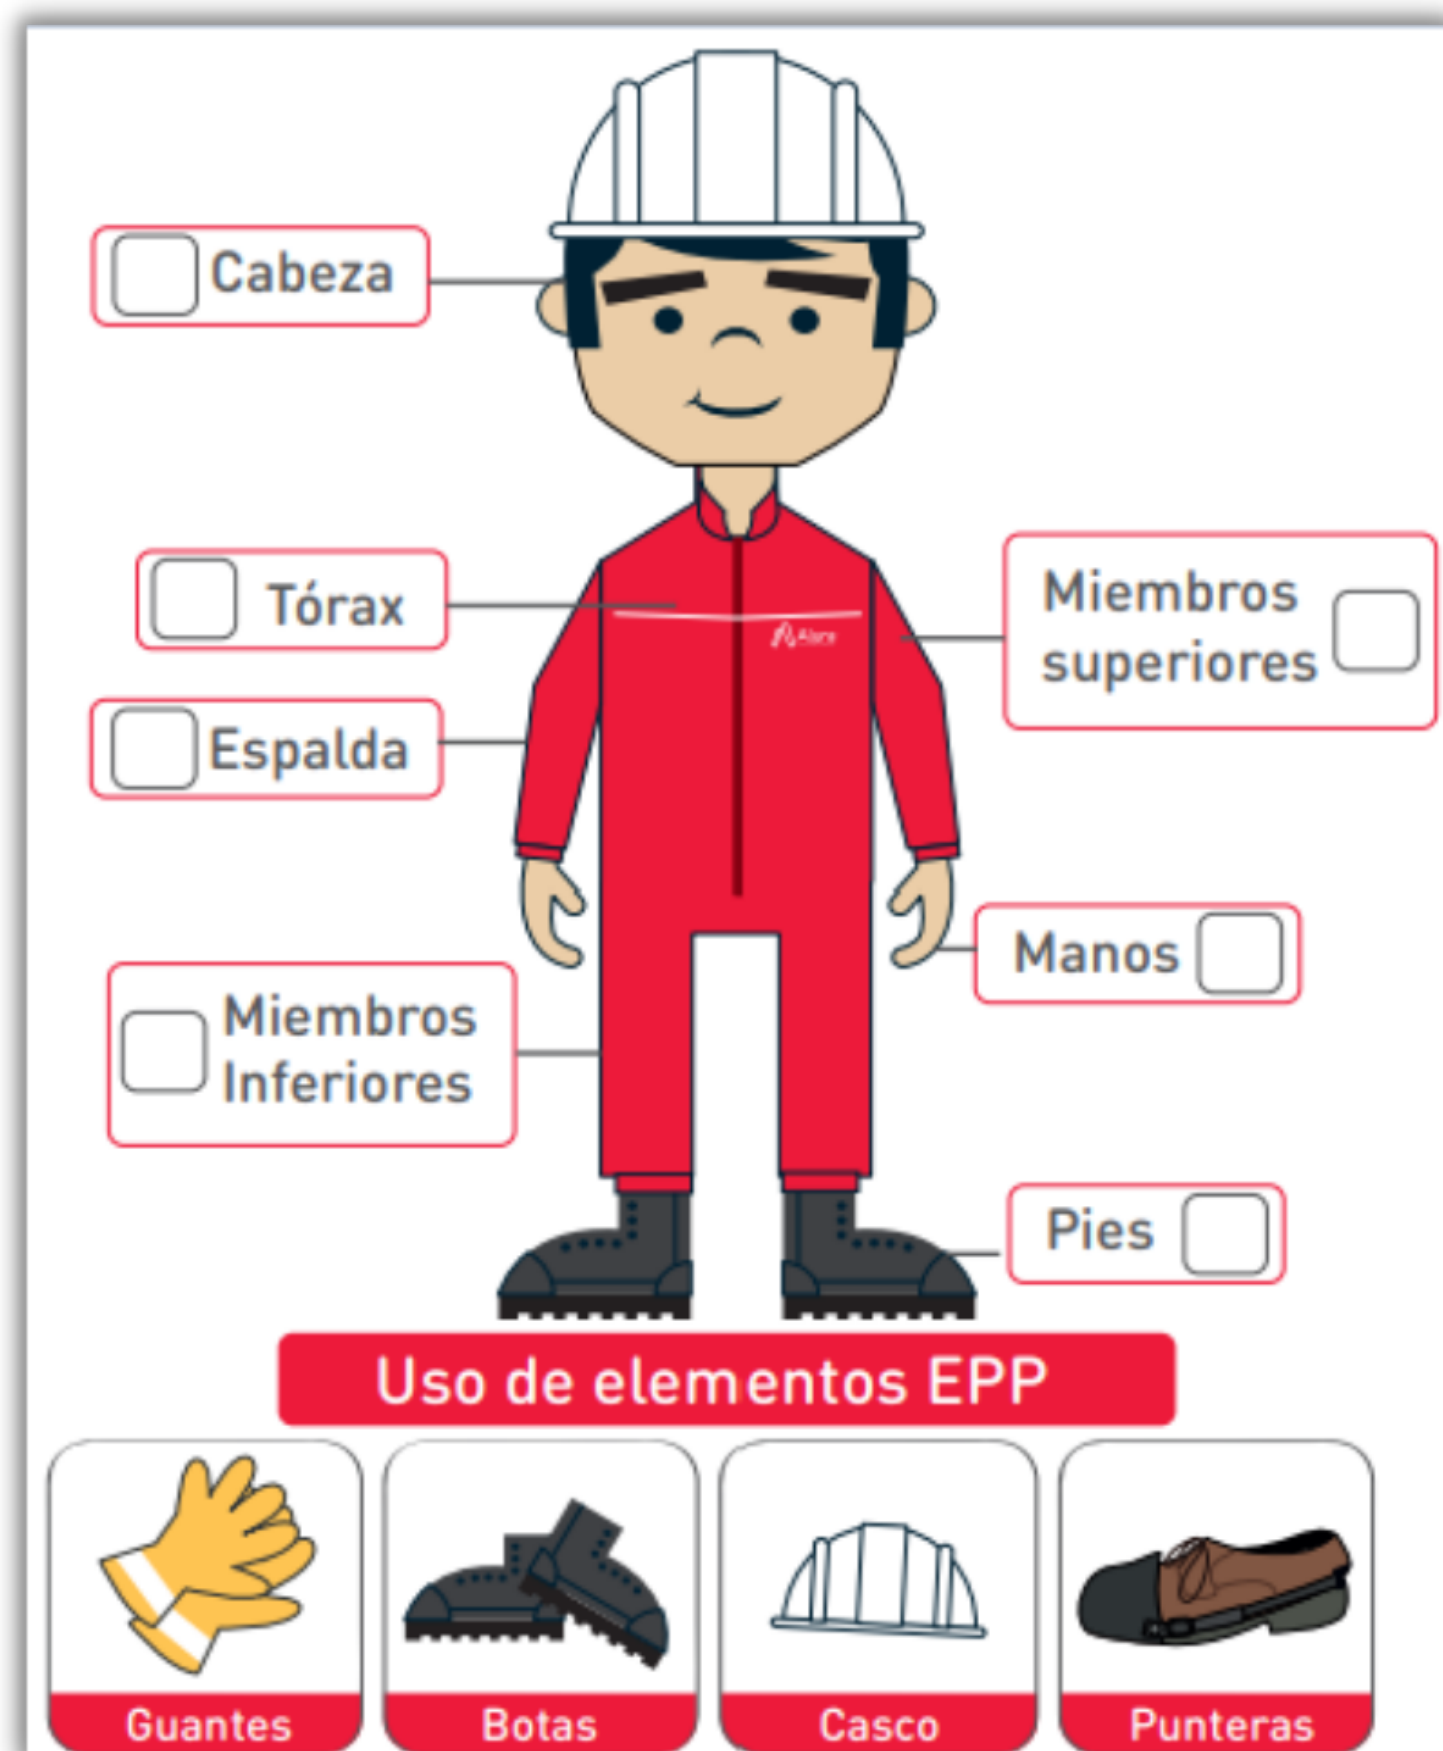 Cabeza
Tórax
Miembros
superiores
Espalda
Manos
Miembros
Inferiores
Pies
Uso de elementos EPP
Guantes
Botas
Casco
Punteras